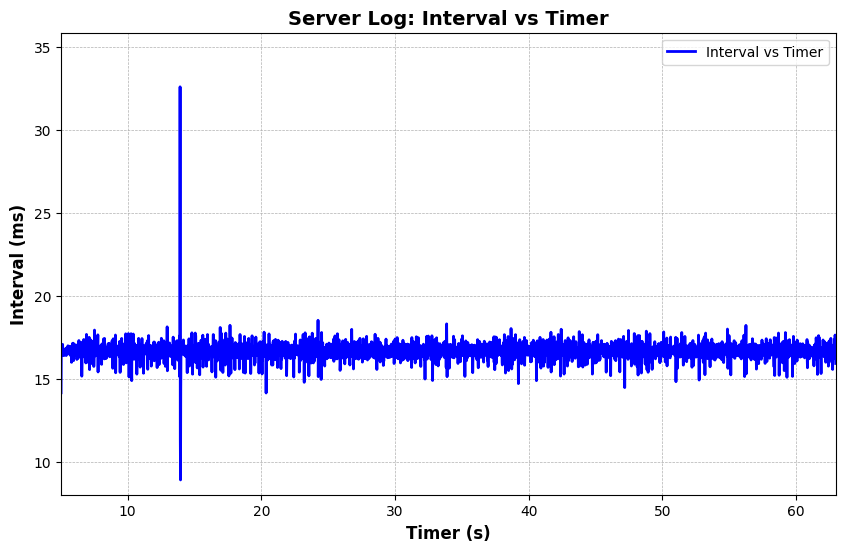 Server Log: Interval vs Timer
Interval vs Timer
35
30
25
20
15
10
Interval (ms)
10 20 30 40 50 60
Timer (s)